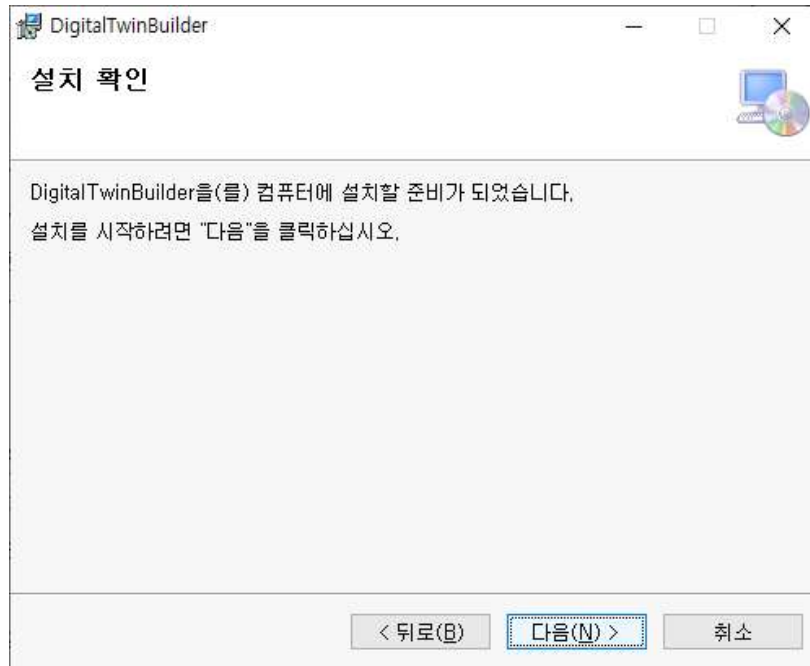 DigitalTwinBuilder
설치 확인
DigitalTwinBuilder을(를) 컴퓨터에 설치할 준비가 되었습니다.
설치를 시작하려면 "다음"을 클릭하십시오.
< 뒤로(B) 다음(N) > 취소